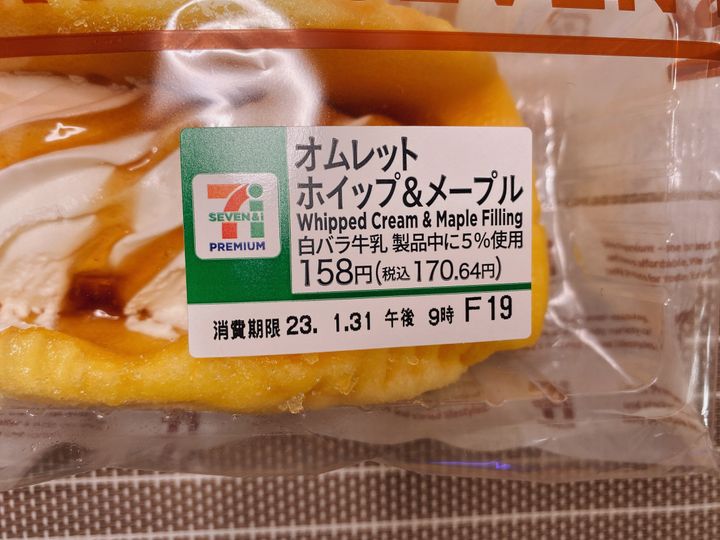 オムレット
ホイップ&メープル
Whipped Cream & Maple Filling
白バラ牛乳 製品中に5%使用
158円(税込170.64円)
SEVEN&i
PREMIUM
消費期限 23. 1.31 午後 9時 F19